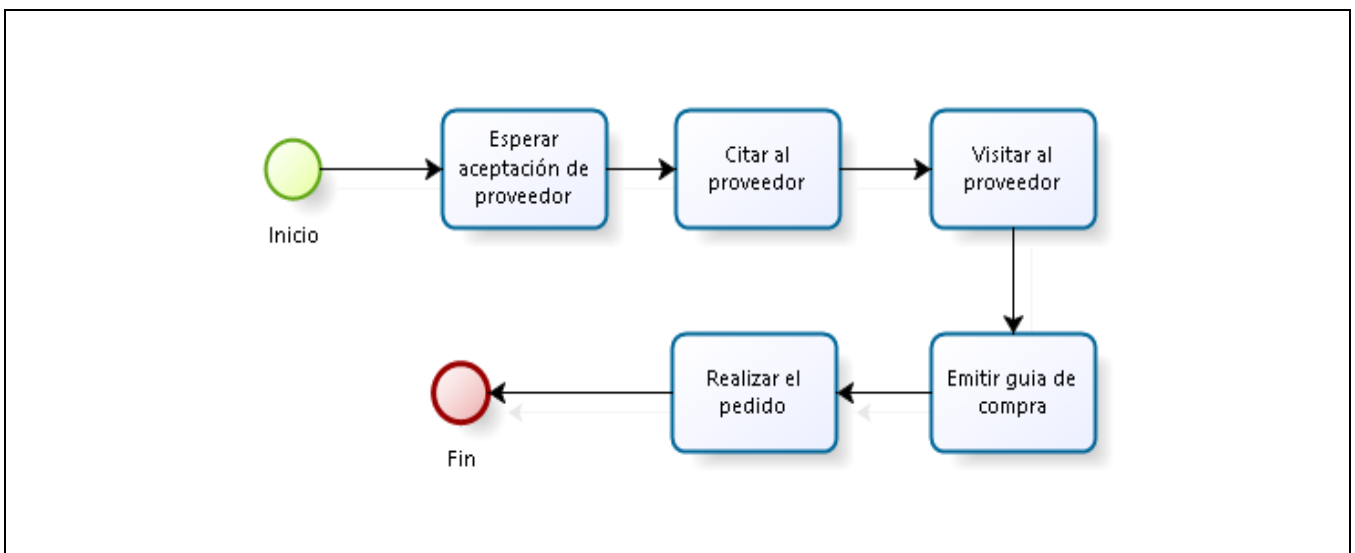 Inicio
Esperar
aceptación de
proveedor
Citar al
proveedor
Visitar al
proveedor
Emitir guia de
compra
Realizar el
pedido
Fin